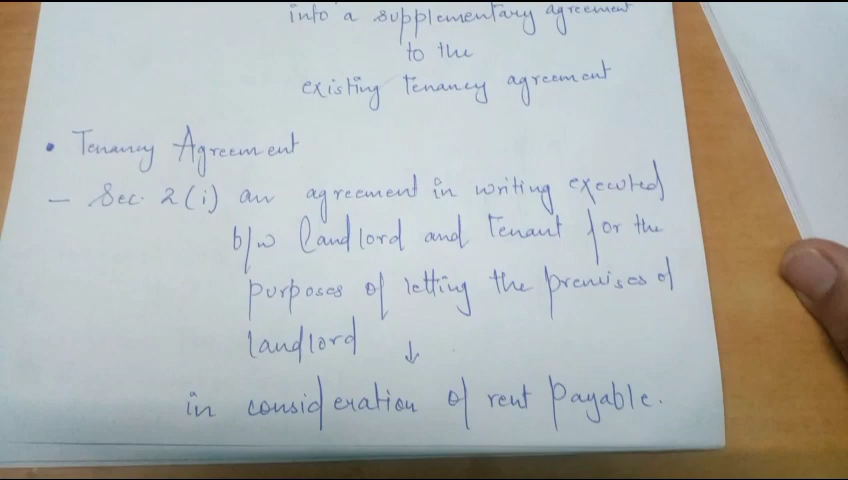 into a supplementary agreement
to the
existing Tenancy agreement
• Tenancy Agreement
- Sec. 2(i) an agreement in writing executed
b/w landlord and tenant for the
purposes of letting the premises of
landlord ↓
in consideration of rent payable.